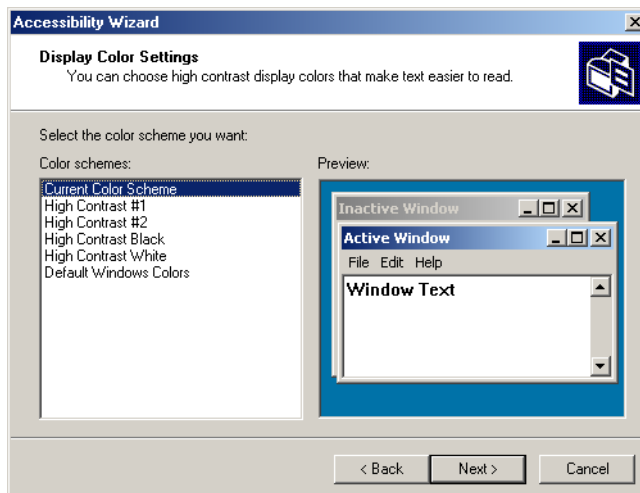 Accessibility Wizard
Display Color Settings
You can choose high contrast display colors that make text easier to read.
Select the color scheme you want:
Color schemes:
Current Color Scheme
High Contrast #1
High Contrast #2
High Contrast Black
High Contrast White
Default Windows Colors
Preview:
Inactive Window
Active Window
File Edit Help
Window Text
< Back Next > Cancel